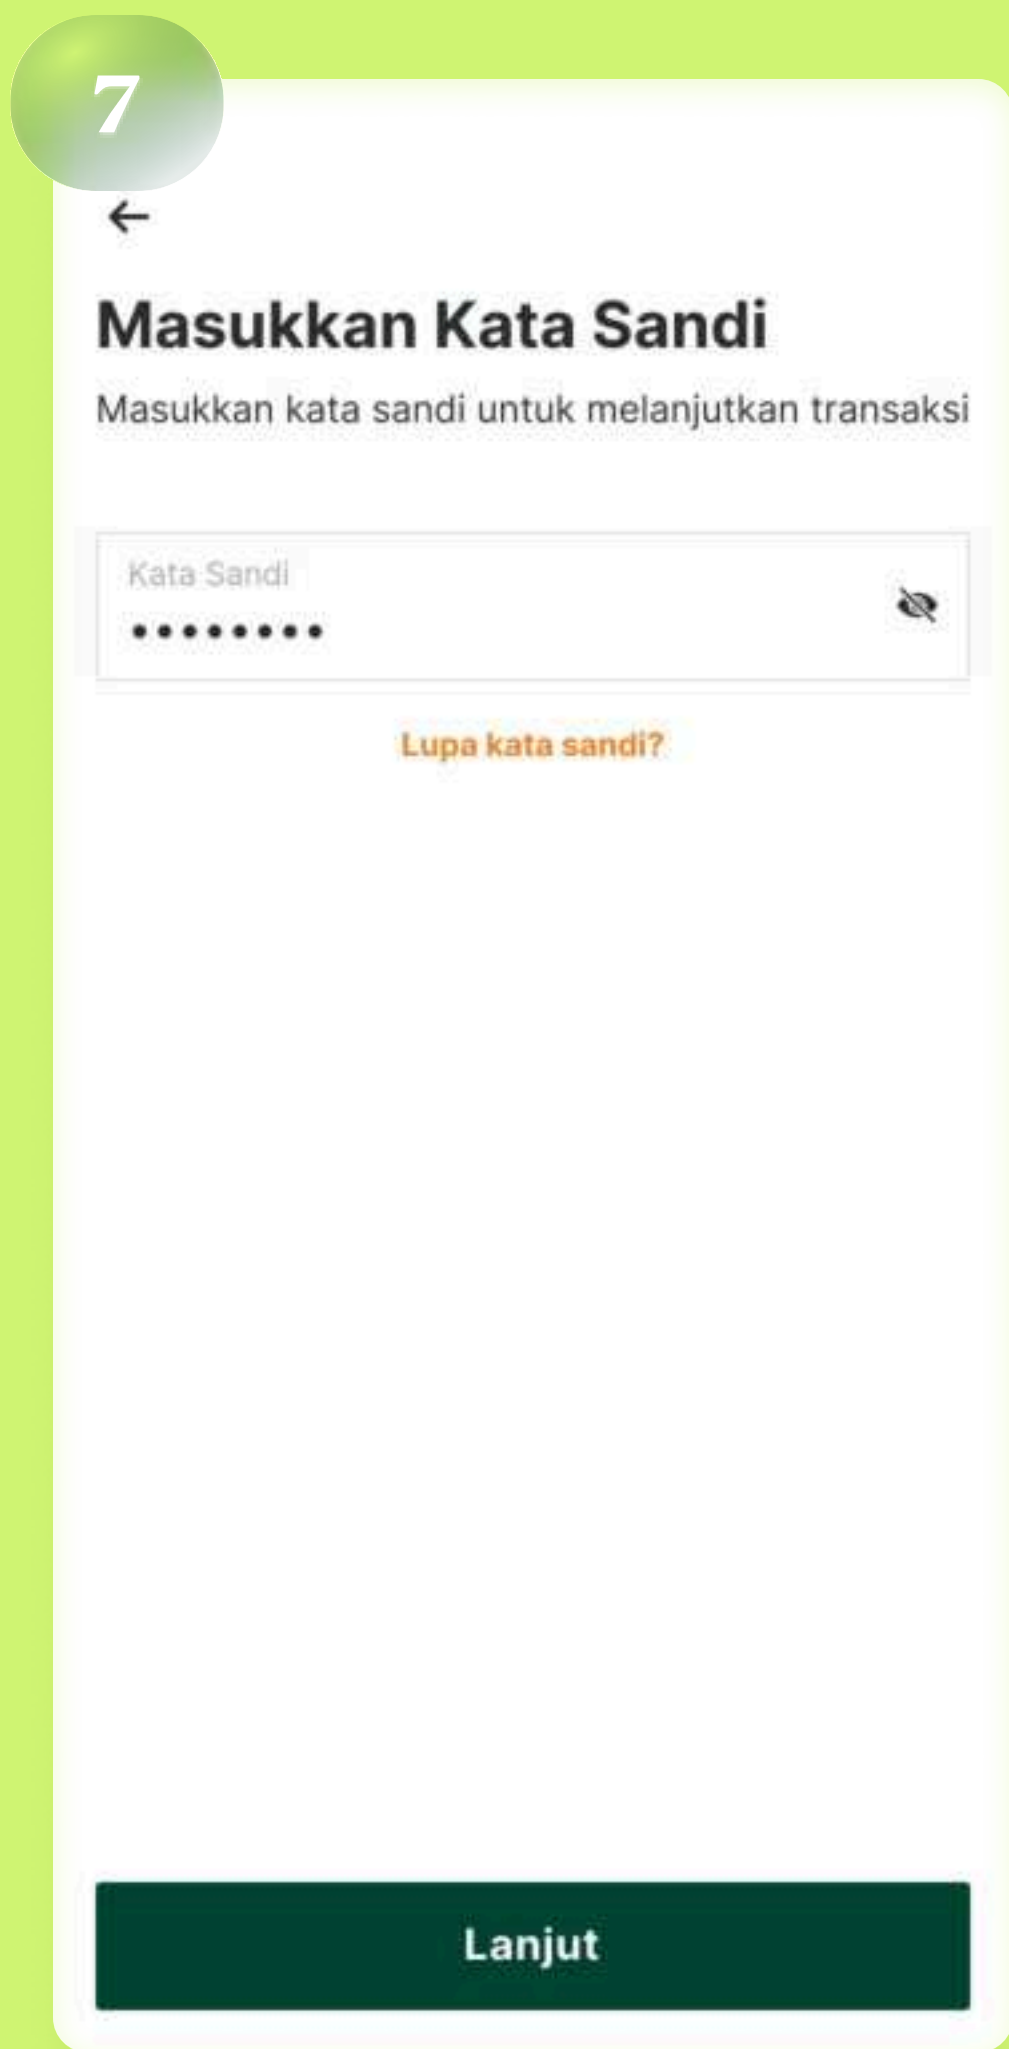 7
Masukkan Kata Sandi
Masukkan kata sandi untuk melanjutkan transaksi
Kata Sandi
••••••••
Lupa kata sandi?
Lanjut